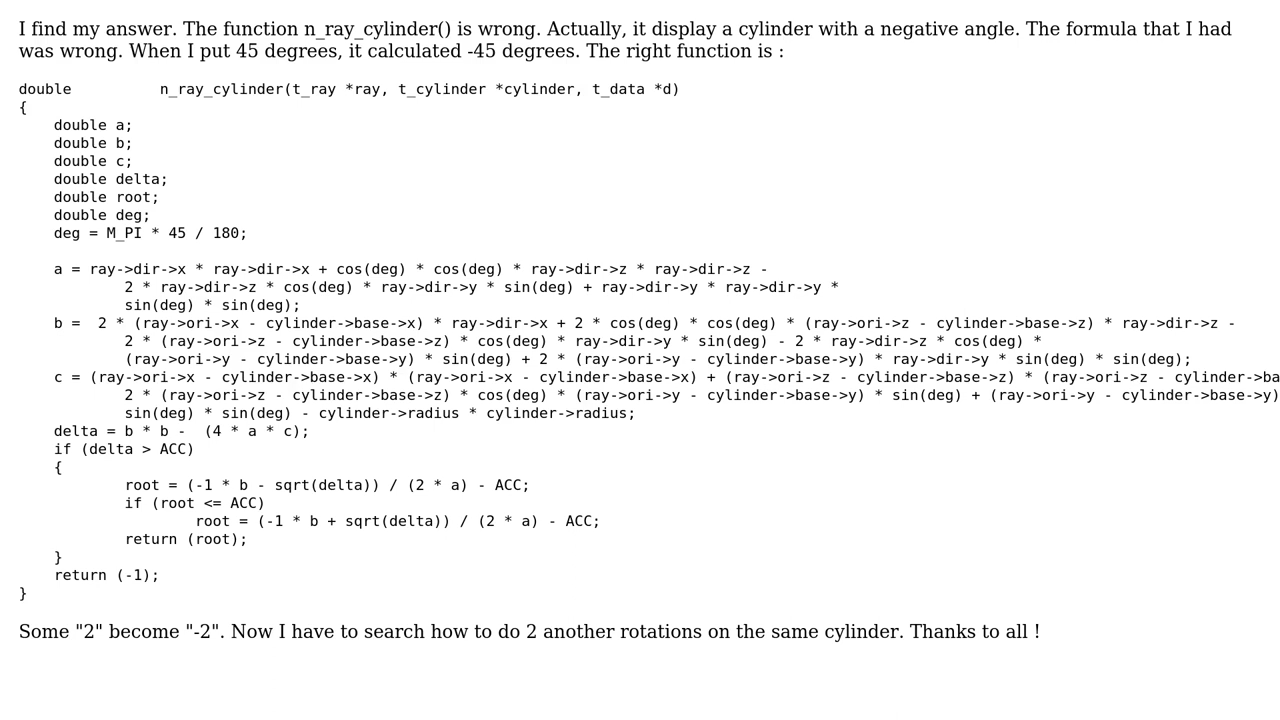 I find my answer. The function n_ray_cylinder() is wrong. Actually, it display a cylinder with a negative angle. The formula that I had
was wrong. When I put 45 degrees, it calculated -45 degrees. The right function is :
double          n_ray_cylinder(t_ray *ray, t_cylinder *cylinder, t_data *d)
{
    double a;
    double b;
    double c;
    double delta;
    double root;
    double deg;
    deg = M_PI * 45 / 180;
    a = ray->dir->x * ray->dir->x + cos(deg) * cos(deg) * ray->dir->z * ray->dir->z -
            2 * ray->dir->z * cos(deg) * ray->dir->y * sin(deg) + ray->dir->y * ray->dir->y *
            sin(deg) * sin(deg);
    b =  2 * (ray->ori->x - cylinder->base->x) * ray->dir->x + 2 * cos(deg) * cos(deg) * (ray->ori->z - cylinder->base->z) * ray->dir->z -
            2 * (ray->ori->z - cylinder->base->z) * cos(deg) * ray->dir->y * sin(deg) - 2 * ray->dir->z * cos(deg) *
            (ray->ori->y - cylinder->base->y) * sin(deg) + 2 * (ray->ori->y - cylinder->base->y) * ray->dir->y * sin(deg) * sin(deg);
    c = (ray->ori->x - cylinder->base->x) * (ray->ori->x - cylinder->base->x) + (ray->ori->z - cylinder->base->z) * (ray->ori->z - cylinder->ba
            2 * (ray->ori->z - cylinder->base->z) * cos(deg) * (ray->ori->y - cylinder->base->y) * sin(deg) + (ray->ori->y - cylinder->base->y)
            sin(deg) * sin(deg) - cylinder->radius * cylinder->radius;
    delta = b * b -  (4 * a * c);
    if (delta > ACC)
    {
            root = (-1 * b - sqrt(delta)) / (2 * a) - ACC;
            if (root <= ACC)
                    root = (-1 * b + sqrt(delta)) / (2 * a) - ACC;
            return (root);
    }
    return (-1);
}
Some "2" become "-2". Now I have to search how to do 2 another rotations on the same cylinder. Thanks to all !